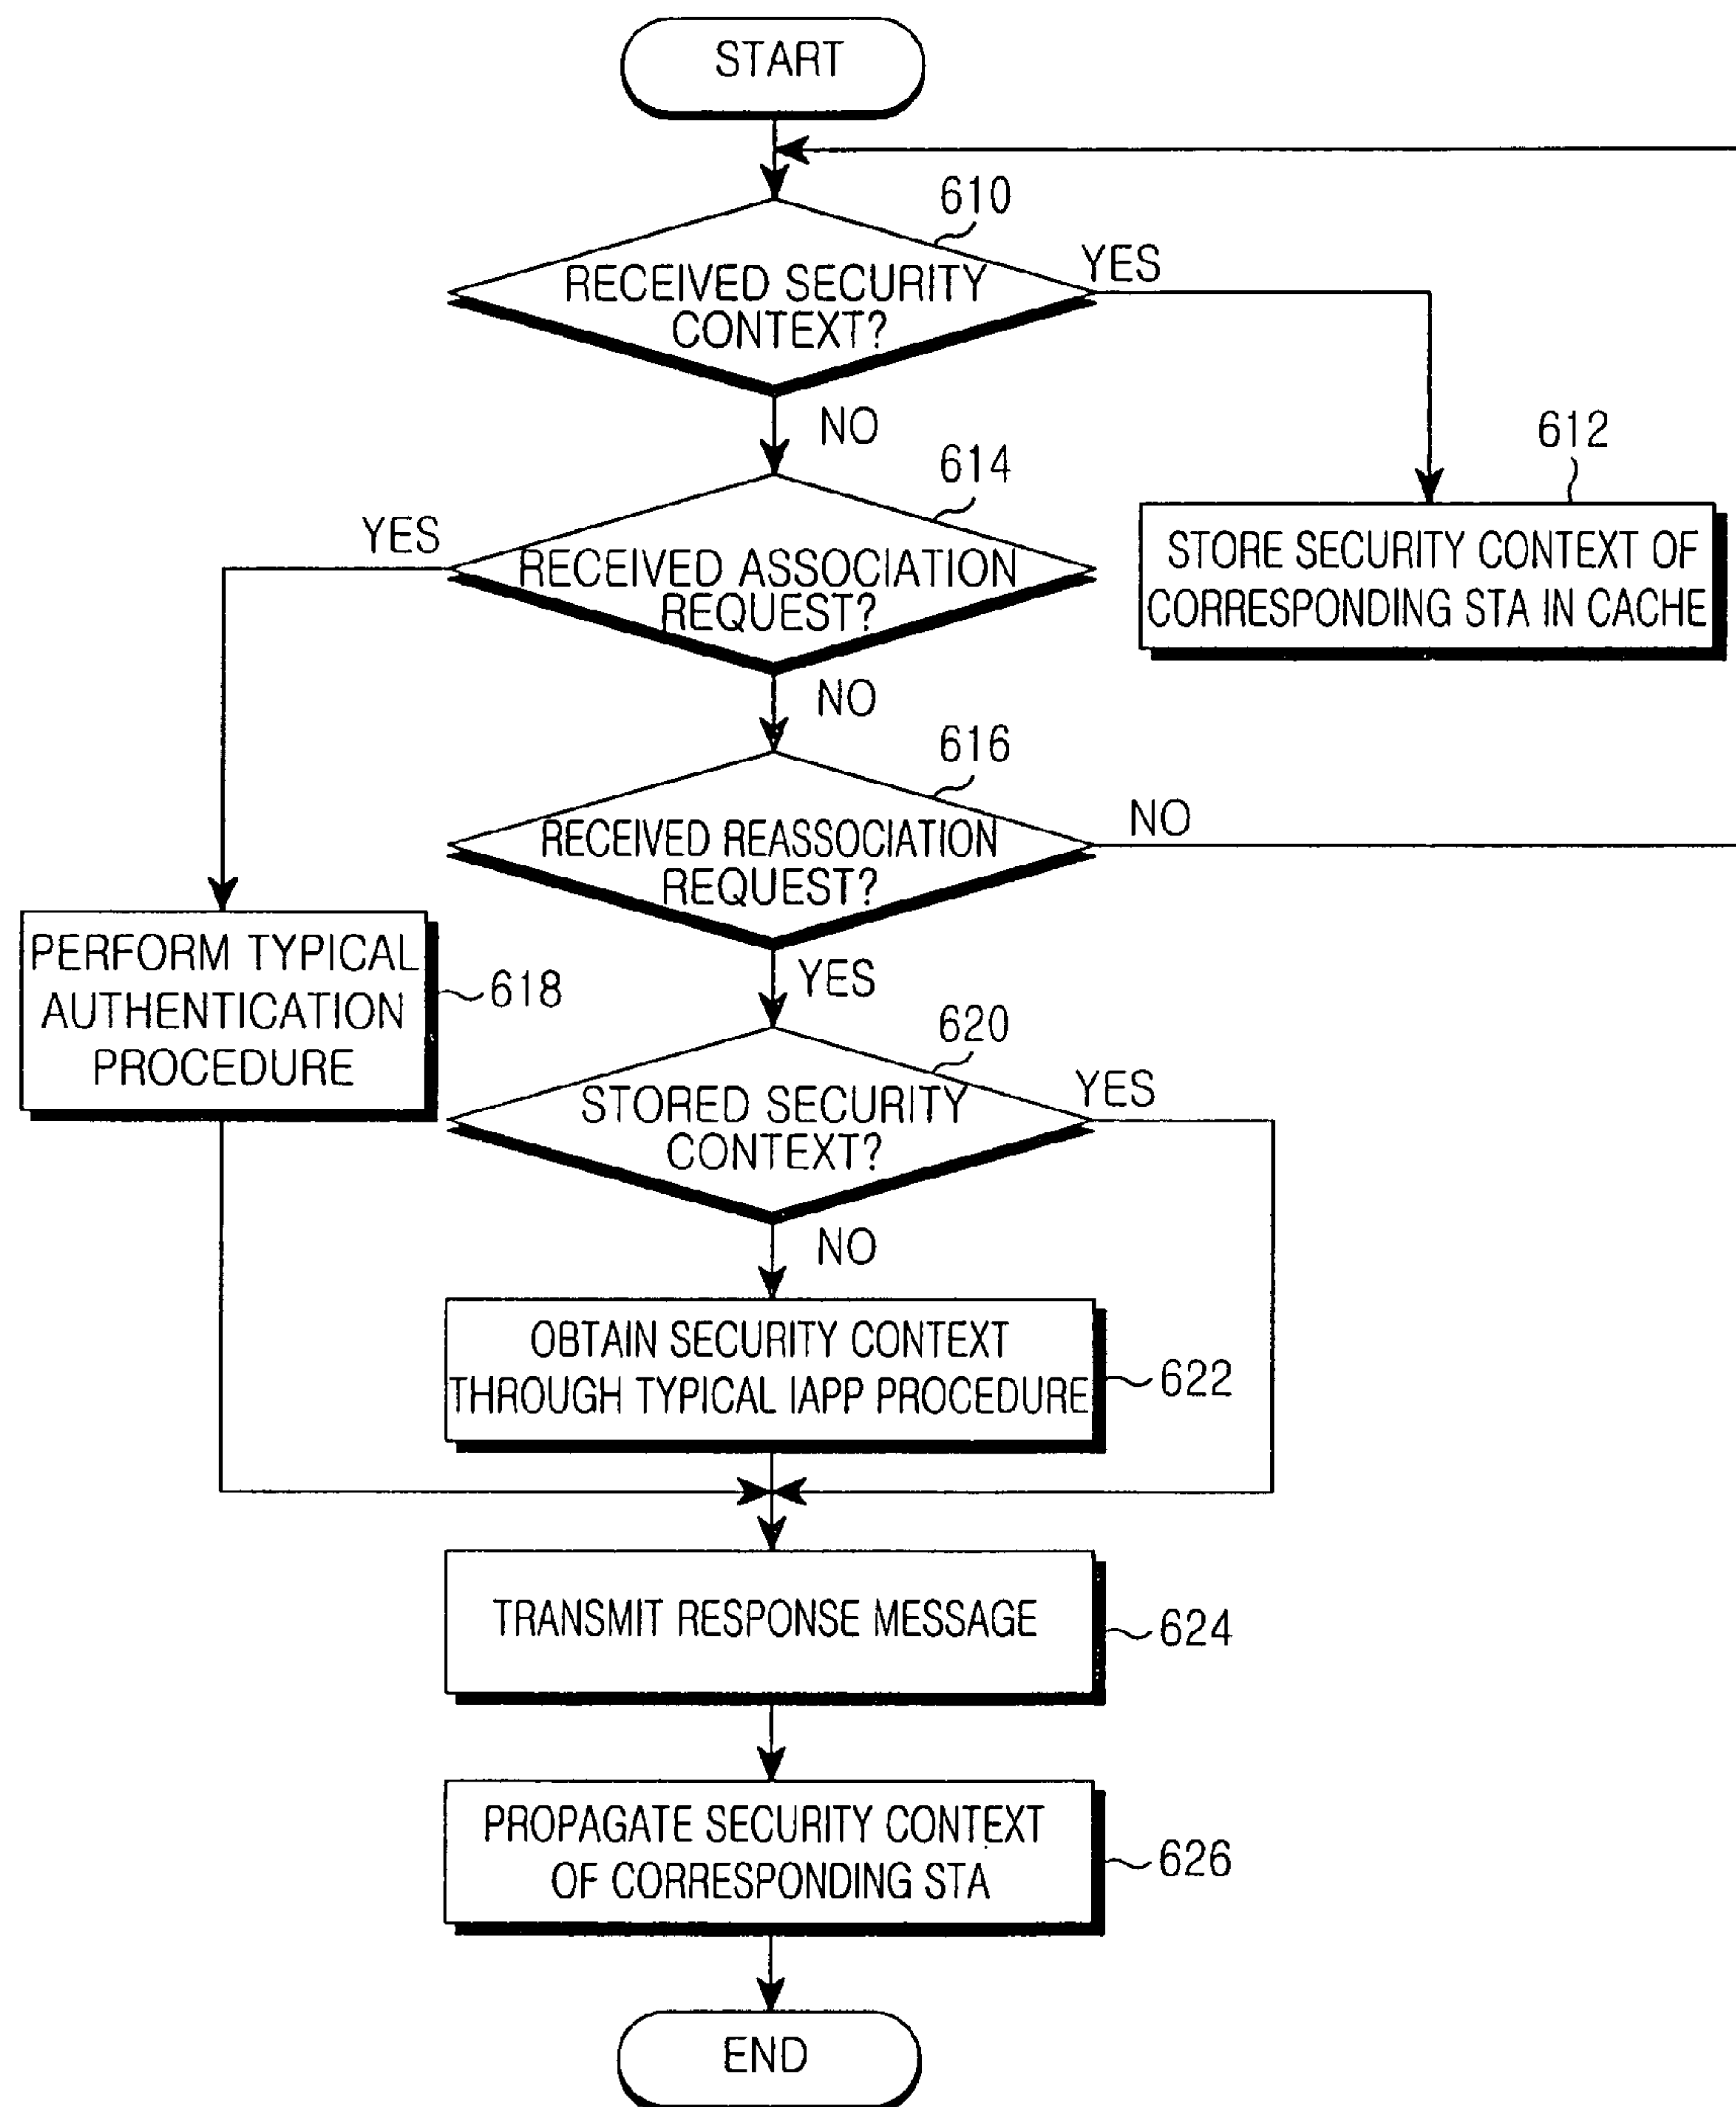 START
610
RECEIVED SECURITY
CONTEXT?
YES
NO
612
STORE SECURITY CONTEXT OF
CORRESPONDING STA IN CACHE
614
RECEIVED ASSOCIATION
REQUEST?
YES
NO
616
RECEIVED REASSOCIATION
REQUEST?
NO
YES
PERFORM TYPICAL
AUTHENTICATION
PROCEDURE
618
620
STORED SECURITY
CONTEXT?
YES
NO
OBTAIN SECURITY CONTEXT
THROUGH TYPICAL IAPP PROCEDURE
622
TRANSMIT RESPONSE MESSAGE
624
PROPAGATE SECURITY CONTEXT
OF CORRESPONDING STA
626
END